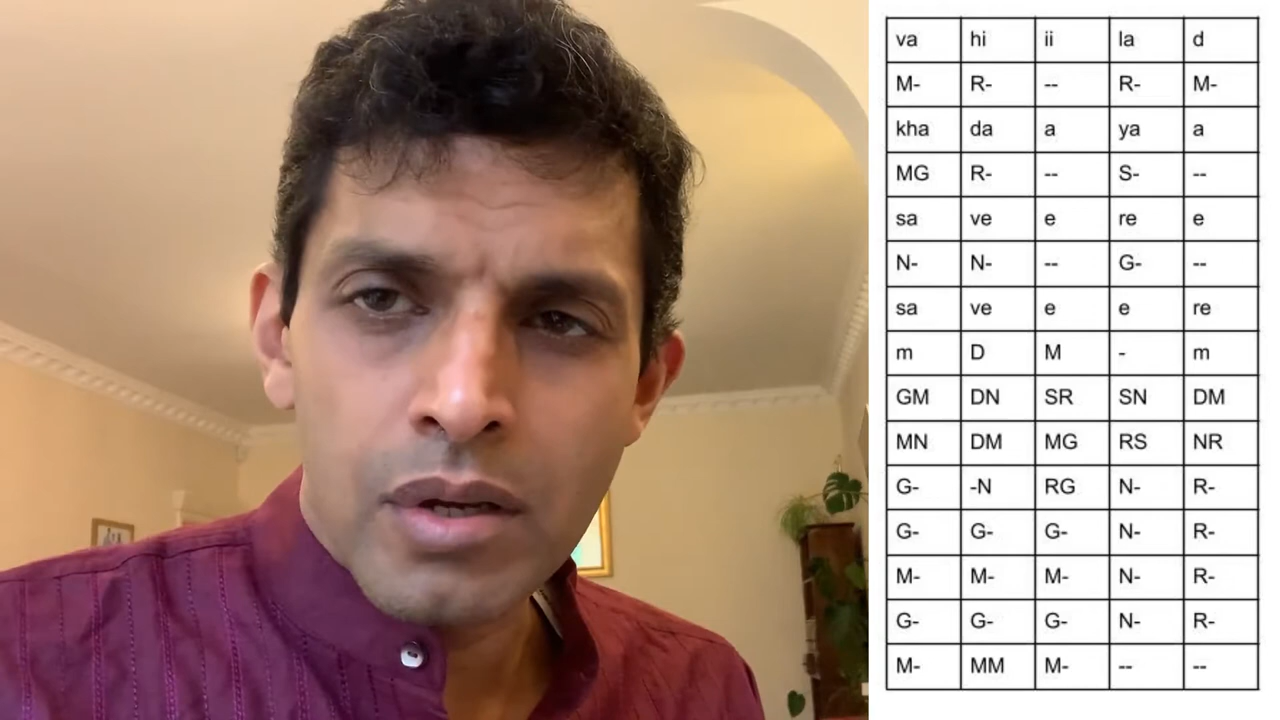 va hi ii la d
M- R- -- R- M-
kha da a ya a
MG R- -- S- --
sa ve e re e
N- N- -- G- --
sa ve e e re
m D M - m
GM DN SR SN DM
MN DM MG RS NR
G- -N RG N- R-
G- G- G- N- R-
M- M- M- N- R-
G- G- G- N- R-
M- MM M- -- --